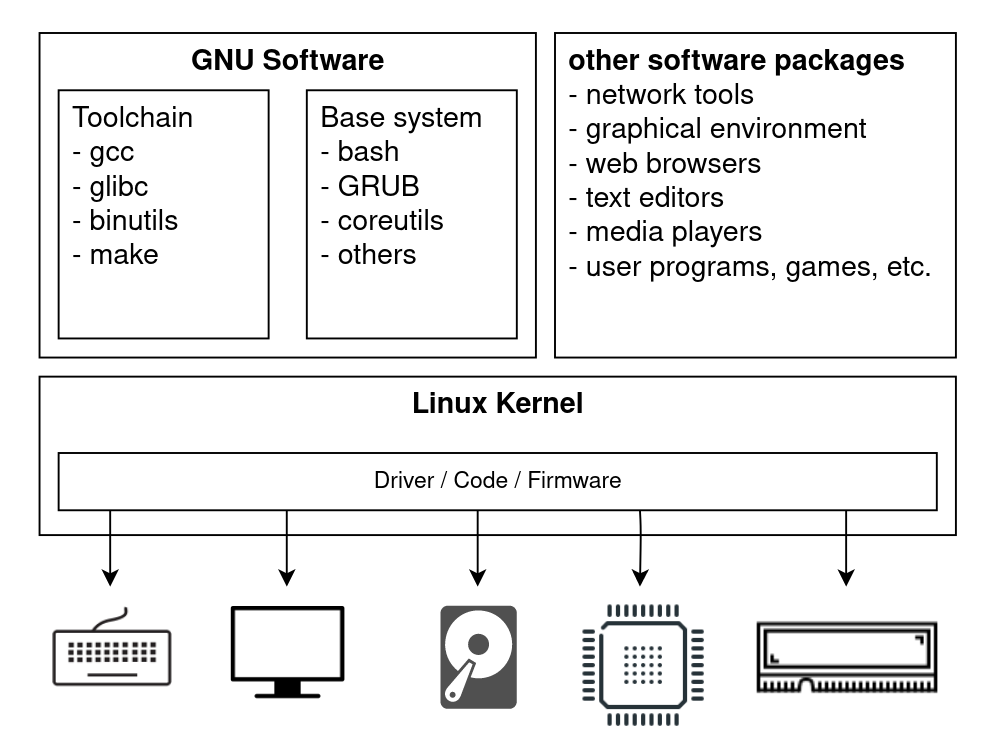 GNU Software
Toolchain
- gcc
- glibc
- binutils
- make
Base system
- bash
- GRUB
- coreutils
- others
other software packages
- network tools
- graphical environment
- web browsers
- text editors
- media players
- user programs, games, etc.
Linux Kernel
Driver / Code / Firmware